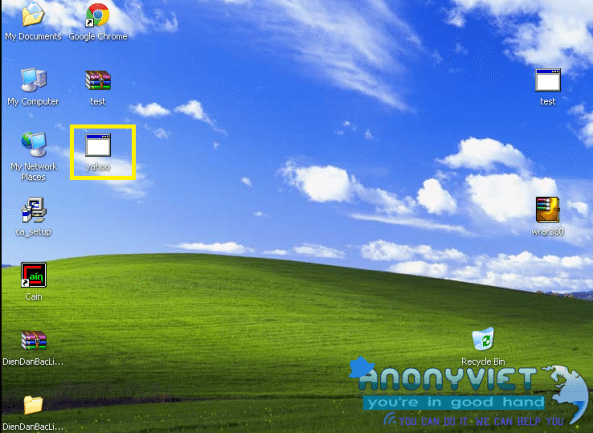 My Documents
Google Chrome
My Computer
test
test
My Network
Places
yahoo
ca_setup
wrar380
Cain
DienDanBacLi...
Recycle Bin
DienDanBacLi...
ANONYVIET
you're in good hand
YOU CAN DO IT - WE CAN HELP YOU